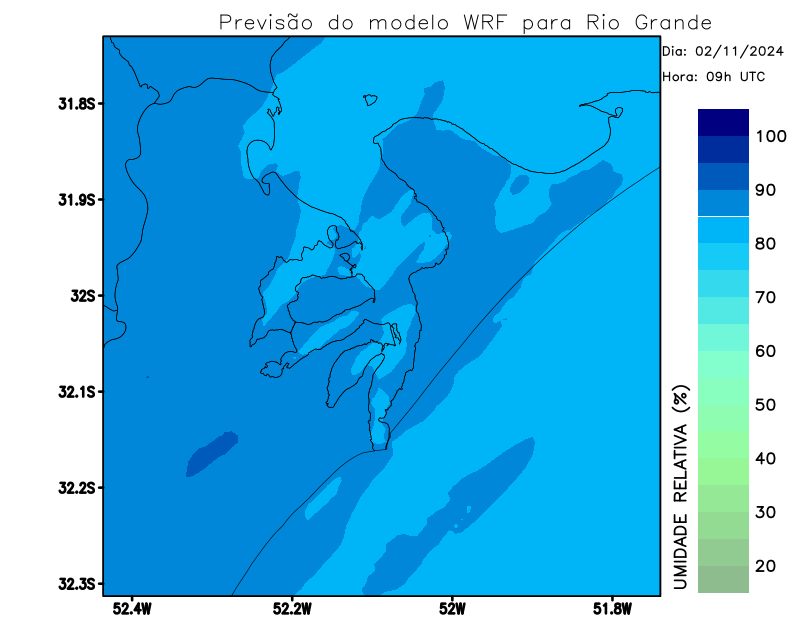 Previsão do modelo WRF para Rio Grande
Dia: 02/11/2024
Hora: 09h UTC
31.8S
31.9S
32S
32.1S
32.2S
32.3S
52.4W
52.2W
52W
51.8W
100
90
80
70
60
50
40
30
20
UMIDADE RELATIVA (%)